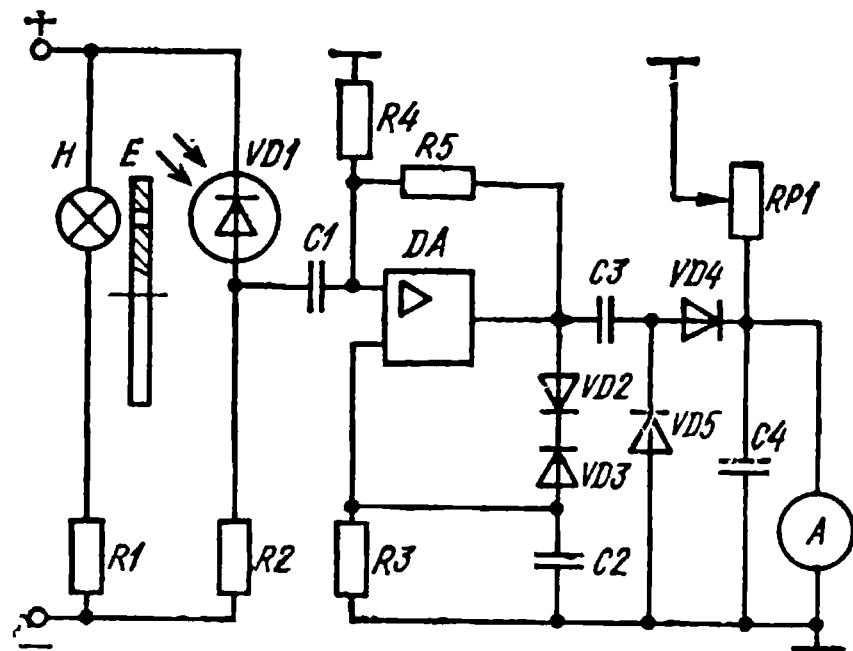 +
R4
H E VD1 R5 RP1
C1 DA C3 VD4
VD2 VD5 C4
VD3
R1 R2 R3 C2 A
−